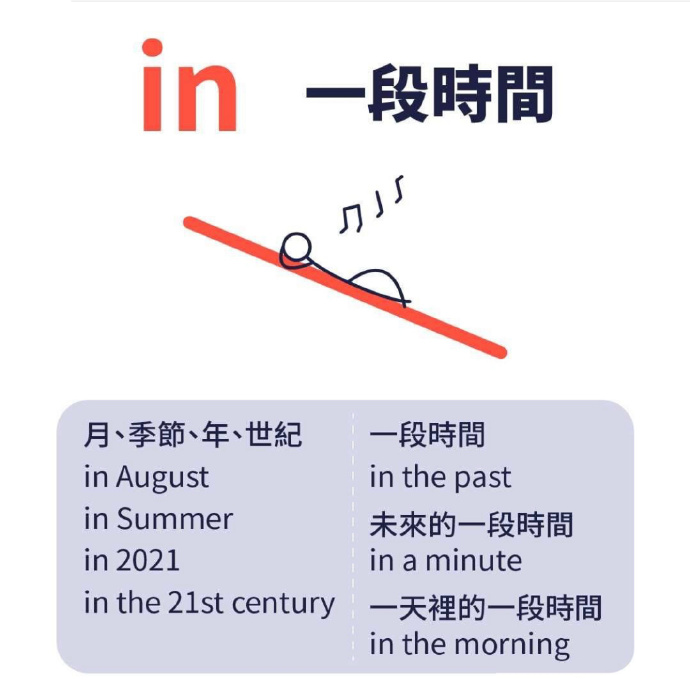 in 一段時間
月、季節、年、世紀
in August
in Summer
in 2021
in the 21st century
一段時間
in the past
未來的一段時間
in a minute
一天裡的一段時間
in the morning